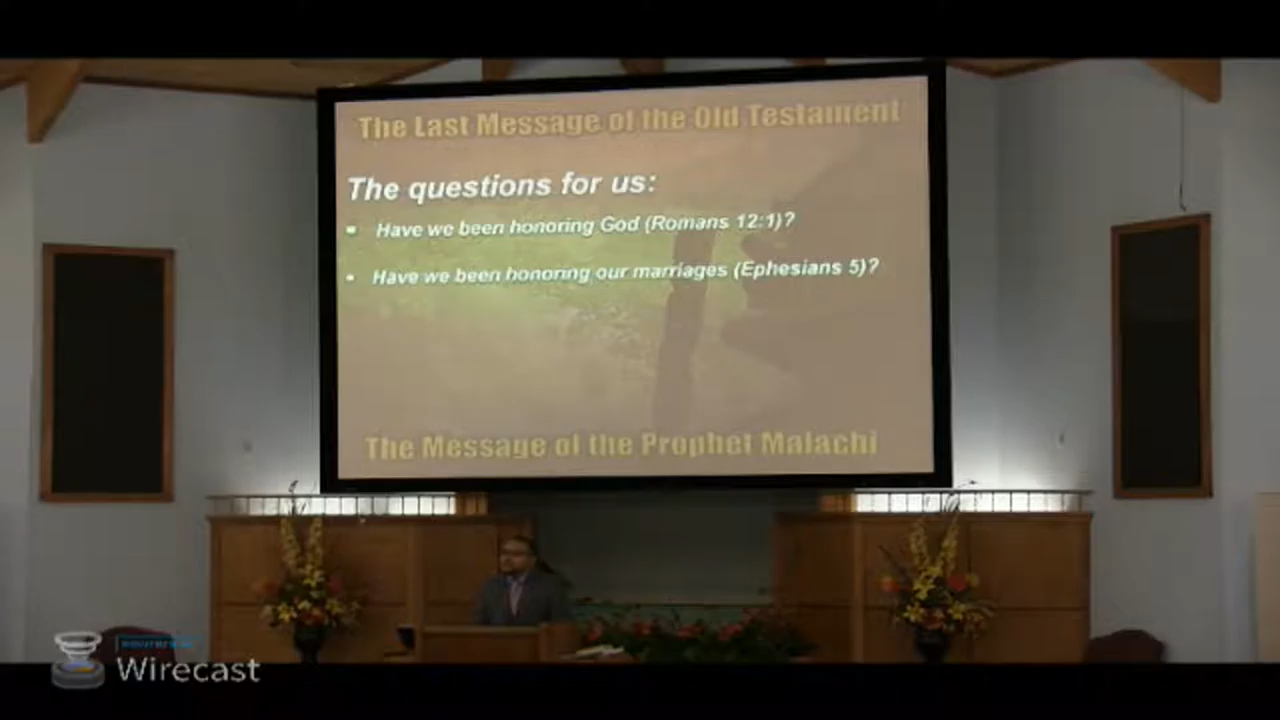 The Last Message of the Old Testament
The questions for us:
Have we been honoring God (Romans 12:1)?
Have we been honoring our marriages (Ephesians 5)?
The Message of the Prophet Malachi
Wirecast